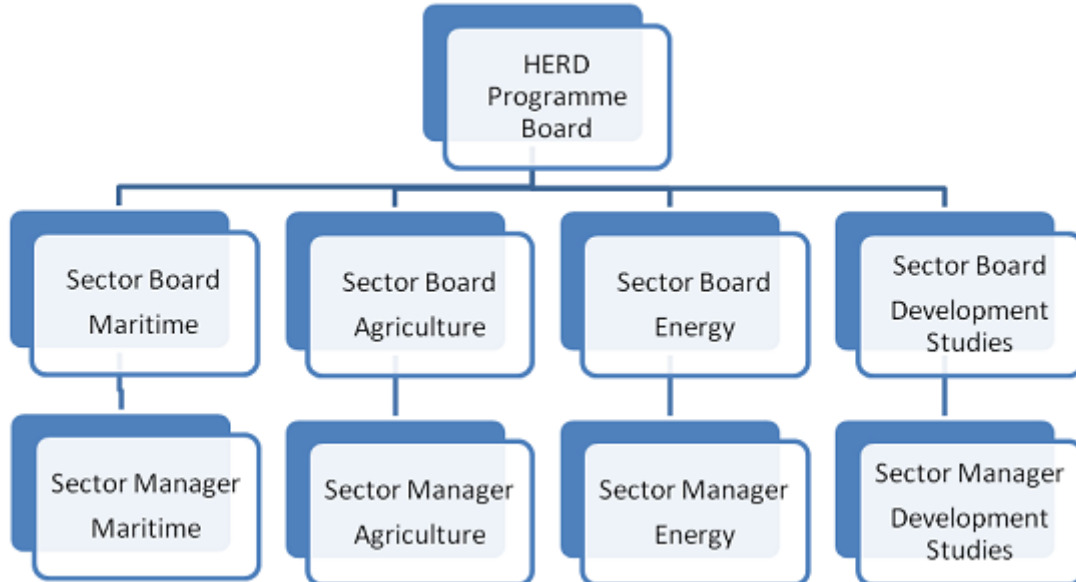 HERD
Programme
Board
Sector Board
Maritime
Sector Board
Agriculture
Sector Board
Energy
Sector Board
Development
Studies
Sector Manager
Maritime
Sector Manager
Agriculture
Sector Manager
Energy
Sector Manager
Development
Studies